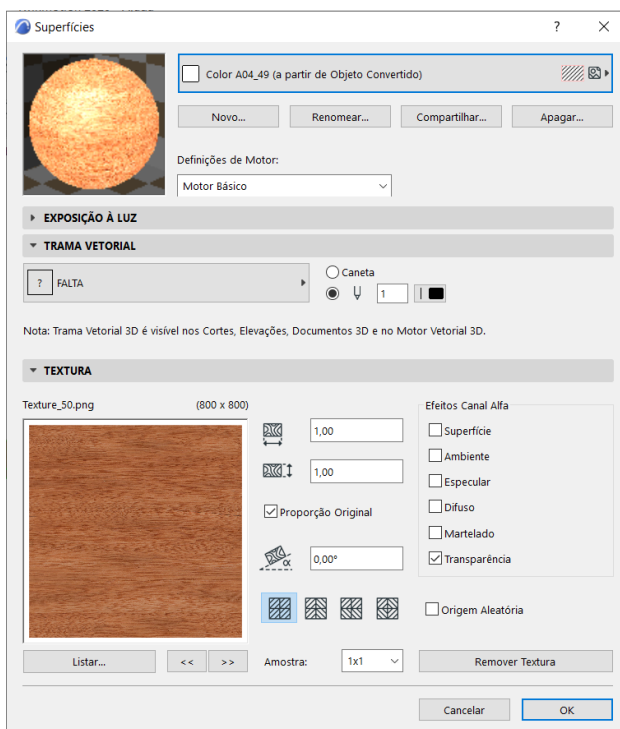 Superfícies
?
Color A04_49 (a partir de Objeto Convertido)
Novo...
Renomear...
Compartilhar...
Apagar...
Definições de Motor:
Motor Básico
EXPOSIÇÃO À LUZ
TRAMA VETORIAL
? FALTA
Caneta
1
Nota: Trama Vetorial 3D é visível nos Cortes, Elevações, Documentos 3D e no Motor Vetorial 3D.
TEXTURA
Texture_50.png (800 x 800)
1,00
1,00
Proporção Original
α 0,00°
Efeitos Canal Alfa
Superfície
Ambiente
Especular
Difuso
Martelado
Transparência
Origem Aleatória
Listar...
<< >>
Amostra: 1x1
Remover Textura
Cancelar
OK